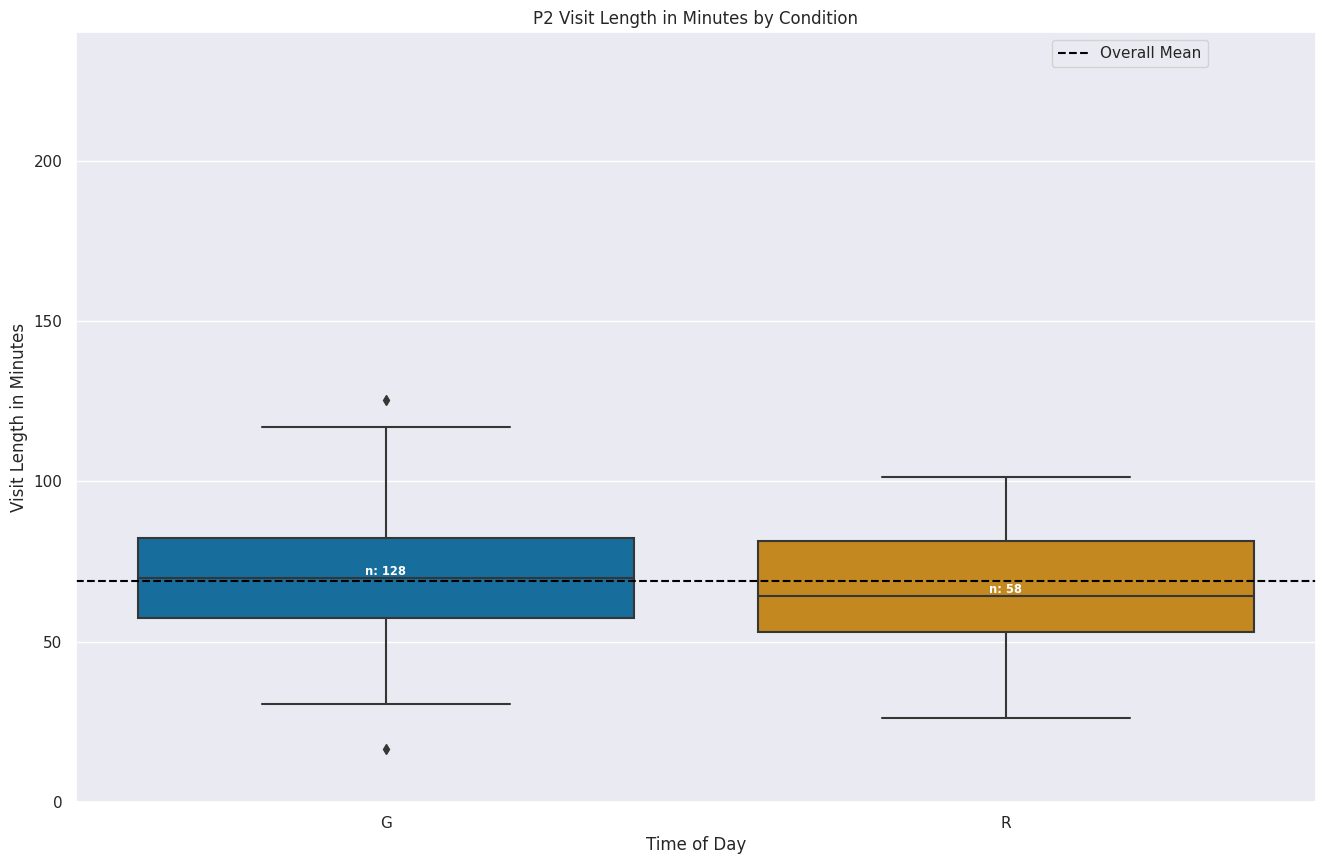 P2 Visit Length in Minutes by Condition
Overall Mean
Visit Length in Minutes
200
150
100
50
0
n: 128
n: 58
G
R
Time of Day